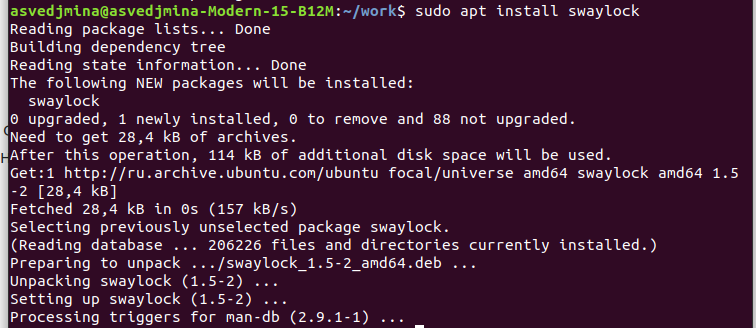 asvedjmina@asvedjmina-Modern-15-B12M:~/work$ sudo apt install swaylock
Reading package lists... Done
Building dependency tree
Reading state information... Done
The following NEW packages will be installed:
  swaylock
0 upgraded, 1 newly installed, 0 to remove and 88 not upgraded.
Need to get 28,4 kB of archives.
After this operation, 114 kB of additional disk space will be used.
Get:1 http://ru.archive.ubuntu.com/ubuntu focal/universe amd64 swaylock amd64 1.5
-2 [28,4 kB]
Fetched 28,4 kB in 0s (157 kB/s)
Selecting previously unselected package swaylock.
(Reading database ... 206226 files and directories currently installed.)
Preparing to unpack .../swaylock_1.5-2_amd64.deb ...
Unpacking swaylock (1.5-2) ...
Setting up swaylock (1.5-2) ...
Processing triggers for man-db (2.9.1-1) ...